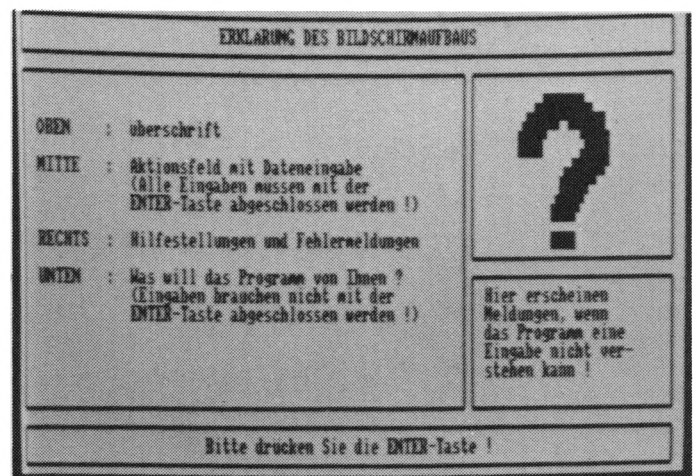 ERKLARUNG DES BILDSCHIRMAUFBAUS
OBEN : uberschrift
MITTE : Aktionsfeld mit Dateneingabe
(Alle Eingaben mussen mit der
ENTER-Taste abgeschlossen werden !)
RECHTS : Hilfestellungen und Fehlermeldungen
UNTEN : Was will das Programm von Ihnen ?
(Eingaben brauchen nicht mit der
ENTER-Taste abgeschlossen werden !)
?
Hier erscheinen
Meldungen, wenn
das Programm eine
Eingabe nicht ver-
stehen kann !
Bitte drucken Sie die ENTER-Taste !